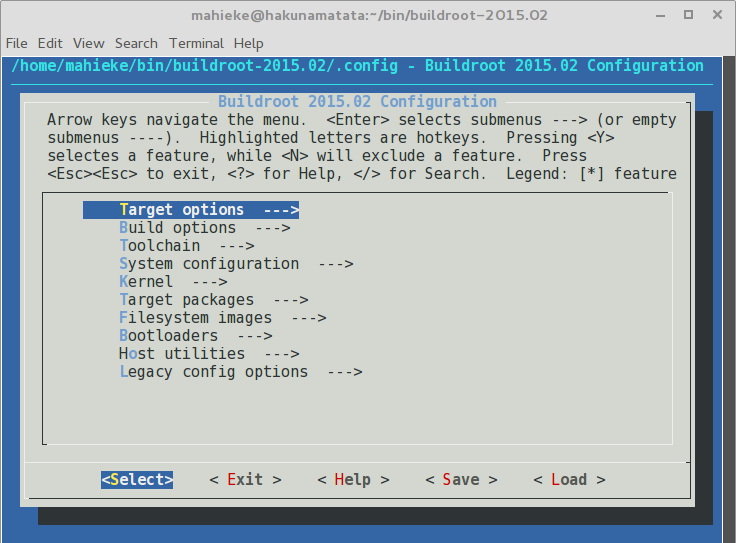 mahieke@hakunamatata:~/bin/buildroot-2015.02
File Edit View Search Terminal Help
/home/mahieke/bin/buildroot-2015.02/.config - Buildroot 2015.02 Configuration
Buildroot 2015.02 Configuration
Arrow keys navigate the menu.  <Enter> selects submenus ---> (or empty
submenus ----).  Highlighted letters are hotkeys.  Pressing <Y>
selectes a feature, while <N> will exclude a feature.  Press
<Esc><Esc> to exit, <?> for Help, </> for Search.  Legend: [*] feature
Target options  --->
Build options  --->
Toolchain  --->
System configuration  --->
Kernel  --->
Target packages  --->
Filesystem images  --->
Bootloaders  --->
Host utilities  --->
Legacy config options  --->
<Select>    < Exit >    < Help >    < Save >    < Load >